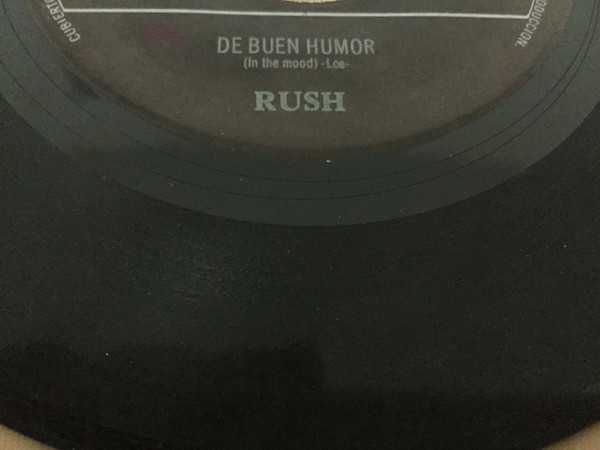 DE BUEN HUMOR
(In the mood) -Lee-
RUSH